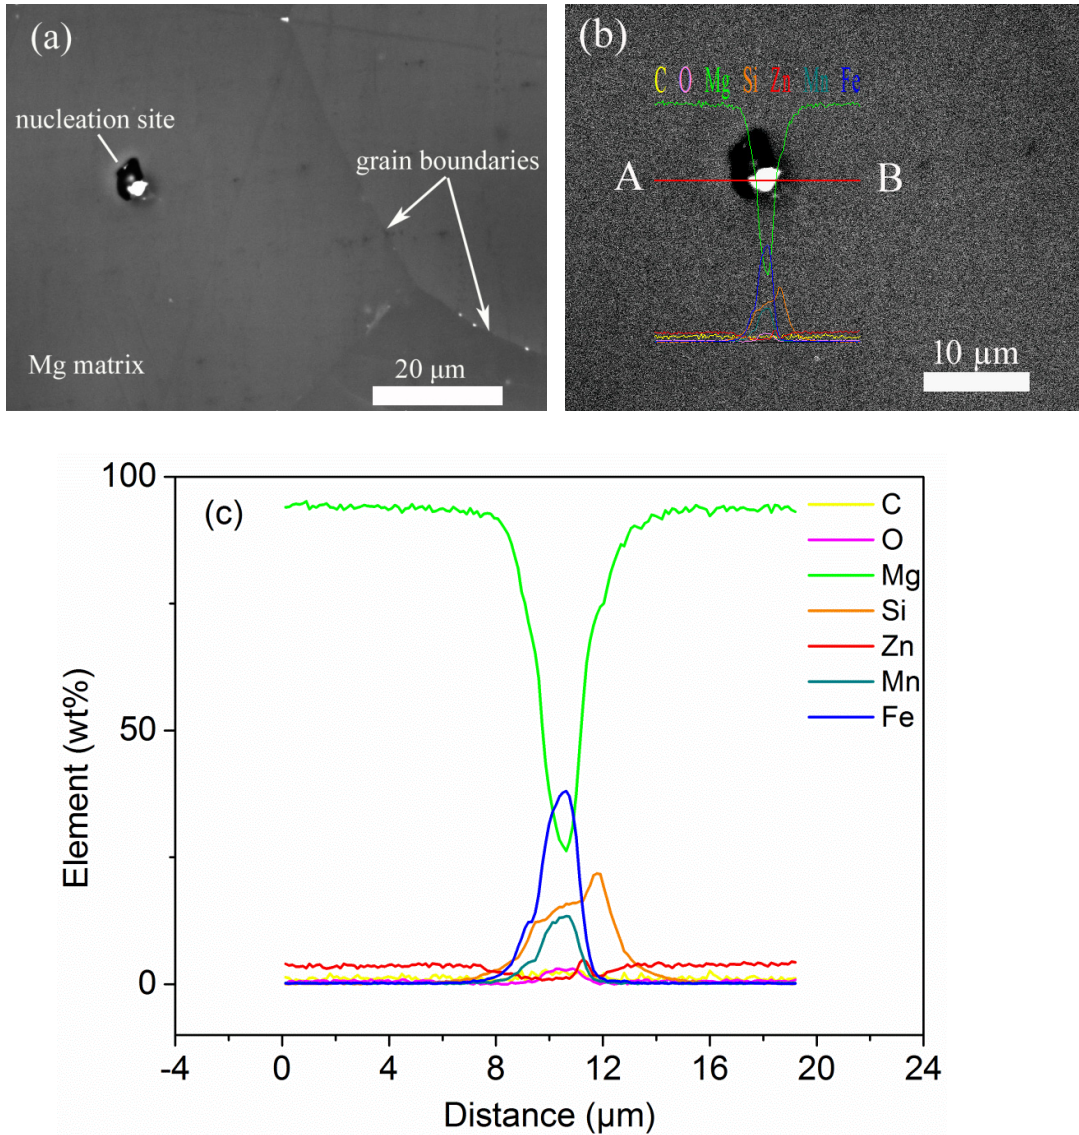 (a)
nucleation site
grain boundaries
Mg matrix
20 μm
(b)
C O Mg Si Zn Mn Fe
A B
10 μm
(c)
100
50
0
Element (wt%)
C
O
Mg
Si
Zn
Mn
Fe
-4 0 4 8 12 16 20 24
Distance (μm)